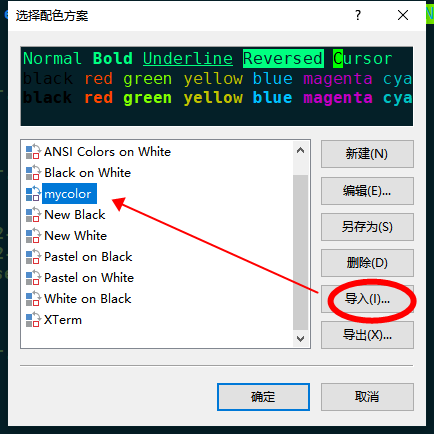 选择配色方案
?
Normal Bold Underline Reversed Cursor
black red green yellow blue magenta cya
black red green yellow blue magenta cya
ANSI Colors on White
Black on White
mycolor
New Black
New White
Pastel on Black
Pastel on White
White on Black
XTerm
新建(N)
编辑(E)...
另存为(S)
删除(D)
导入(I)...
导出(X)...
确定
取消